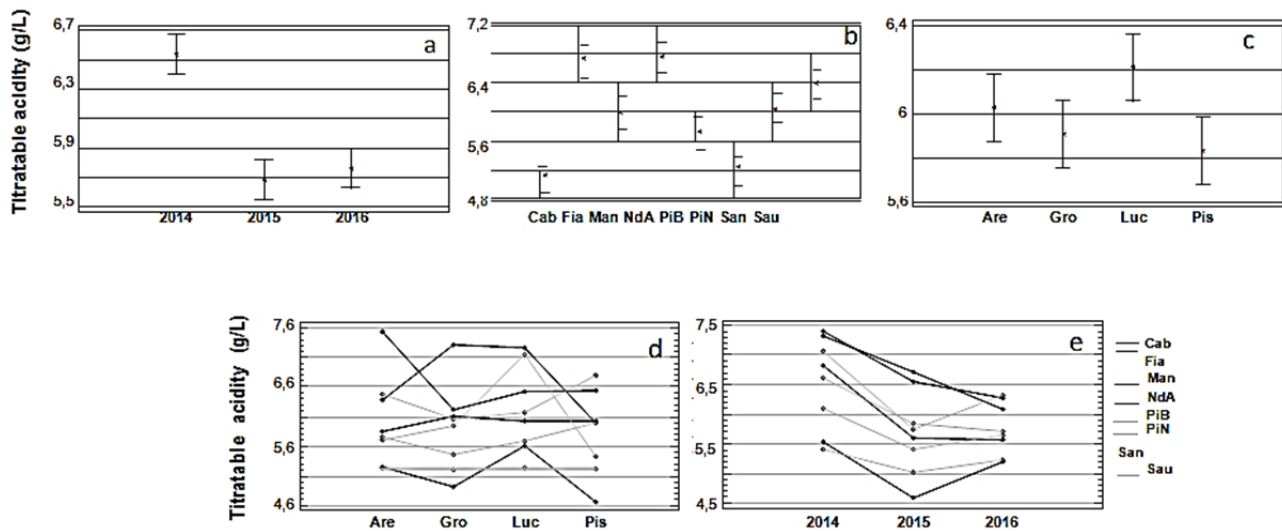 Titratable acidity (g/L)
6,7
6,3
5,9
5,5
a
2014 2015 2016
7,2
6,4
5,6
4,8
b
Cab Fia Man NdA PiB PiN San Sau
6,4
6
5,6
c
Are Gro Luc Pis
Titratable acidity (g/L)
7,6
6,6
5,6
4,6
d
Are Gro Luc Pis
7,5
6,5
5,5
4,5
e
2014 2015 2016
Cab
Fia
Man
NdA
PiB
PiN
San
Sau